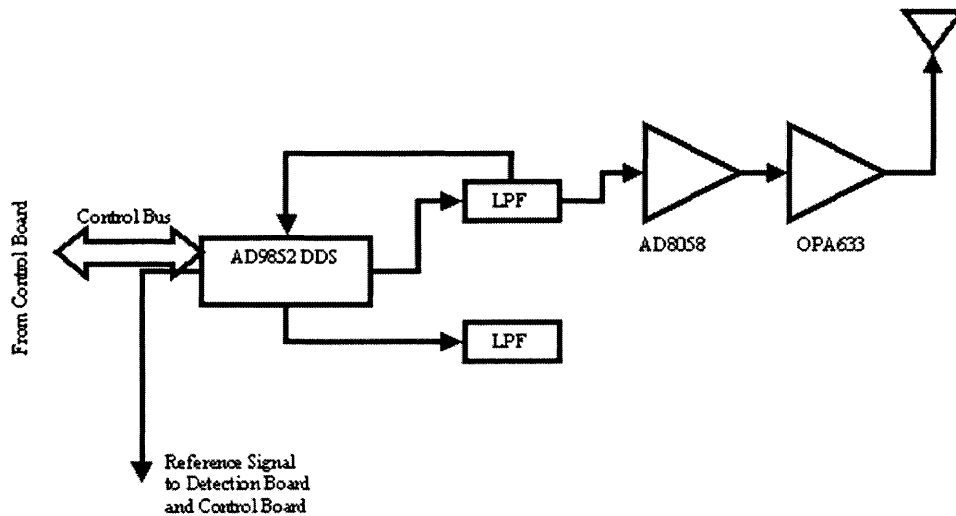 Control Bus
From Control Board
AD9852 DDS
LPF
LPF
AD8058
OPA633
Reference Signal
to Detection Board
and Control Board